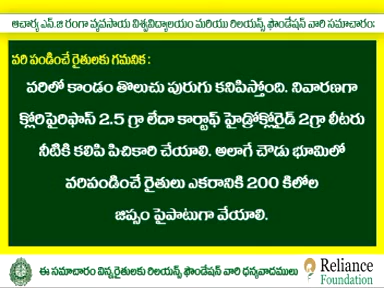 ఆచార్య ఎన్.జి రంగా వ్యవసాయ విశ్వవిద్యాలయం మరియు రిలయన్స్ ఫౌండేషన్ వారి సమాచారం:
వరి పండించే రైతులకు గమనిక :
వరిలో కాండం తొలుచు పురుగు కనిపిస్తోంది. నివారణగా
క్లోరిపైరిఫాస్ 2.5 గ్రా లేదా కార్టాఫ్ హైడ్రోక్లోరైడ్ 2గ్రా లీటరు
నీటికి కలిపి పిచికారి చేయాలి. అలాగే చౌడు భూమిలో
వరిపండించే రైతులు ఎకరానికి 200 కిలోల
జిప్సం పైపాటుగా వేయాలి.
ఈ సమాచారం విన్నరైతులకు రిలయన్స్ ఫౌండేషన్ వారి ధన్యవాదములు
Reliance
Foundation